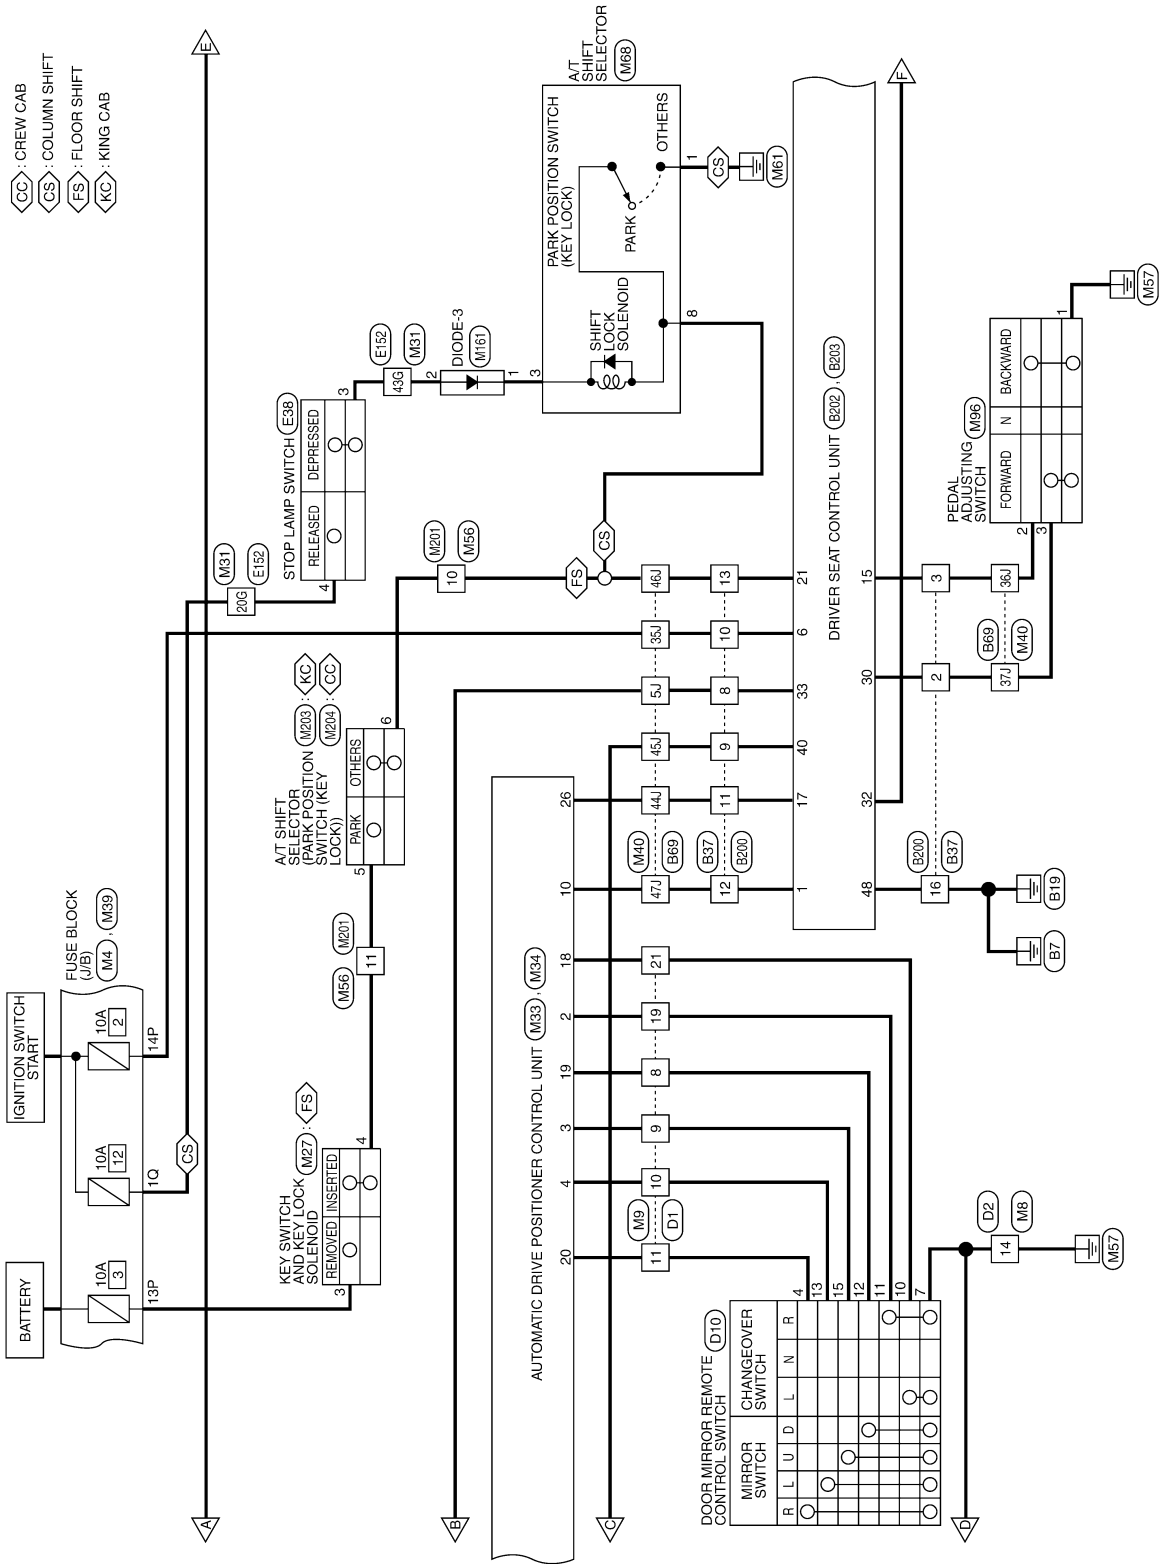 CC : CREW CAB
CS : COLUMN SHIFT
FS : FLOOR SHIFT
KC : KING CAB
BATTERY
IGNITION SWITCH
START
FUSE BLOCK
(J/B)
M4 , M39
10A
3
10A
12
10A
2
13P
1Q
14P
CS
A
E
KEY SWITCH
AND KEY LOCK
SOLENOID
M27 : FS
REMOVED
INSERTED
3
4
M56
M201
11
A/T SHIFT
SELECTOR
(PARK POSITION
SWITCH (KEY
LOCK))
M203 : KC
M204 : CC
PARK
OTHERS
5
6
M31
E152
20G
STOP LAMP SWITCH E38
RELEASED
DEPRESSED
4
3
E152
M31
43G
DIODE-3
M161
2
1
M201
M56
10
FS
CS
A/T
SHIFT
SELECTOR
M68
PARK POSITION SWITCH
(KEY LOCK)
SHIFT
LOCK
SOLENOID
PARK
OTHERS
3
8
1
CS
M61
B
C
AUTOMATIC DRIVE POSITIONER CONTROL UNIT M33 , M34
20
4
3
19
2
18
10
26
M9
D1
11
10
9
8
19
21
M40
B69
47J
44J
45J
5J
35J
46J
B37
B200
12
11
9
8
10
13
1
17
40
33
6
21
DRIVER SEAT CONTROL UNIT B202 , B203
48
32
30
15
F
B200
B37
16
2
3
B69
M40
37J
36J
B7
B19
PEDAL
ADJUSTING
SWITCH
M96
FORWARD
N
BACKWARD
2
3
1
M57
DOOR MIRROR REMOTE
CONTROL SWITCH
D10
MIRROR
SWITCH
CHANGEOVER
SWITCH
R
L
U
D
L
N
R
4
13
15
12
11
10
7
D
D2
M8
14
M57